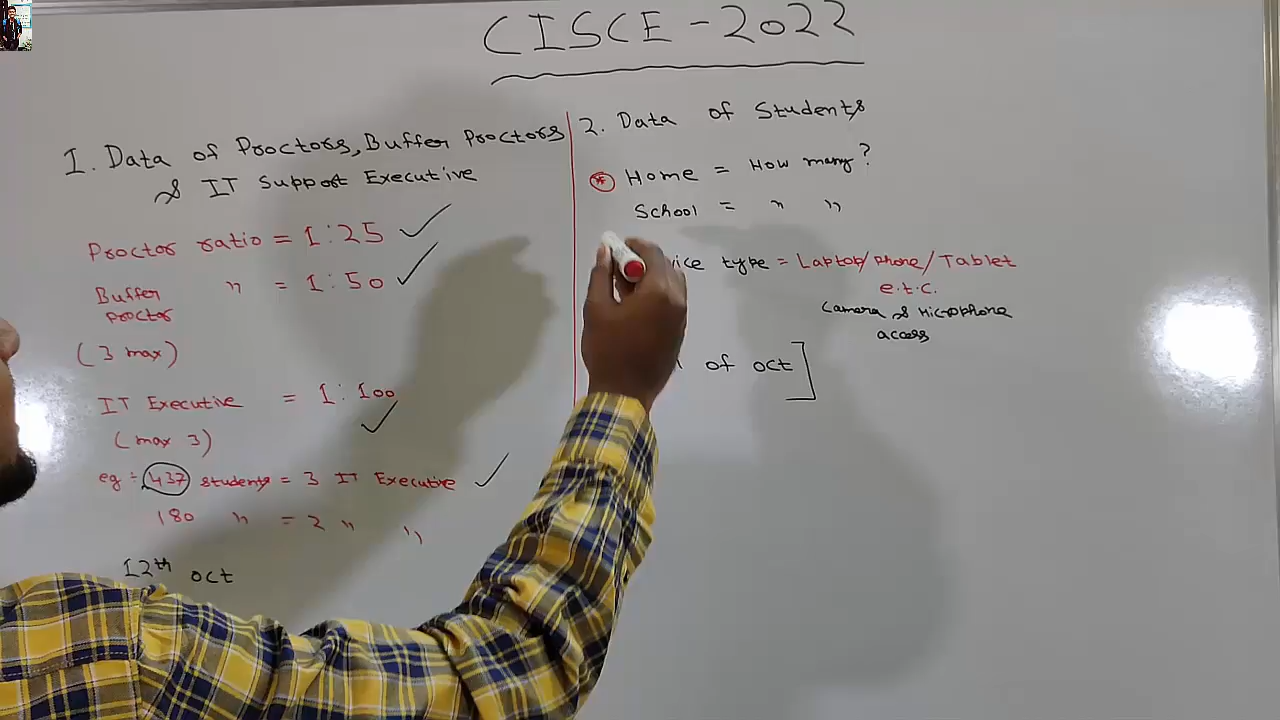 CISCE - 2022
1. Data of Proctors, Buffer Proctors
& IT Support Executive
Proctor ratio = 1:25 ✓
Buffer " = 1:50 ✓
proctor
(3 max)
IT Executive = 1:100 ✓
(max 3)
eg ÷ 437 students = 3 IT Executive ✓
180 " = 2 " "
12th oct
2. Data of Students
* Home = How many?
School = " "
ice type = Laptop/Phone/Tablet
e.t.c.
Camera & Microphone
access
of oct]